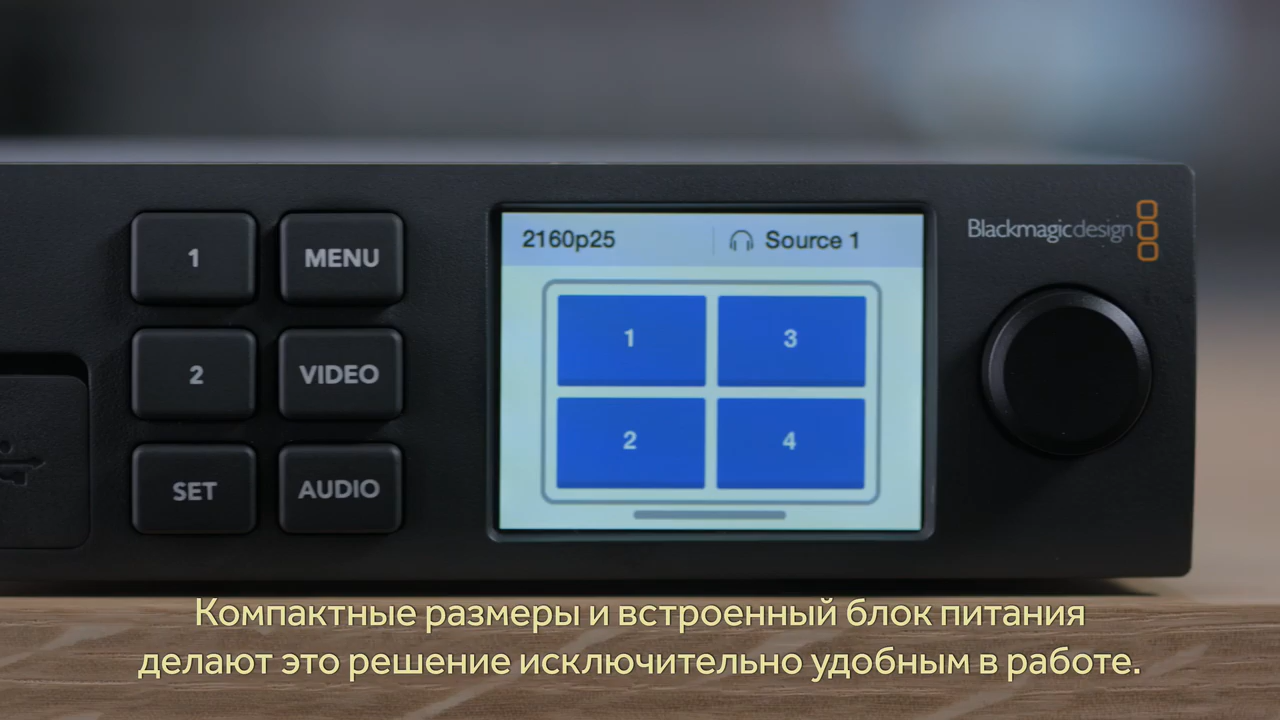 1
MENU
2
VIDEO
SET
AUDIO
2160p25
Source 1
1
3
2
4
Blackmagicdesign
Компактные размеры и встроенный блок питания
делают это решение исключительно удобным в работе.